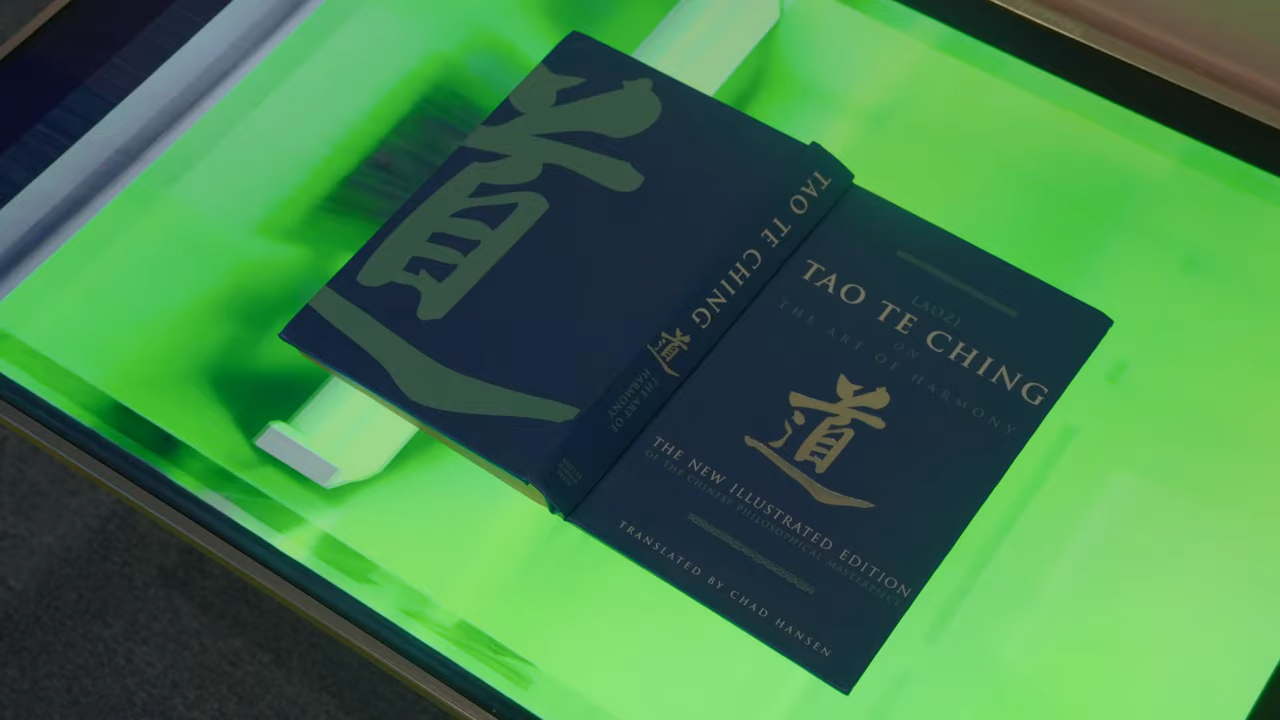 道
TAO TE CHING 道
THE ART OF
HARMONY
LAOZI
TAO TE CHING
ON
THE ART OF HARMONY
道
THE NEW ILLUSTRATED EDITION
OF THE CHINESE PHILOSOPHICAL MASTERPIECE
TRANSLATED BY CHAD HANSEN